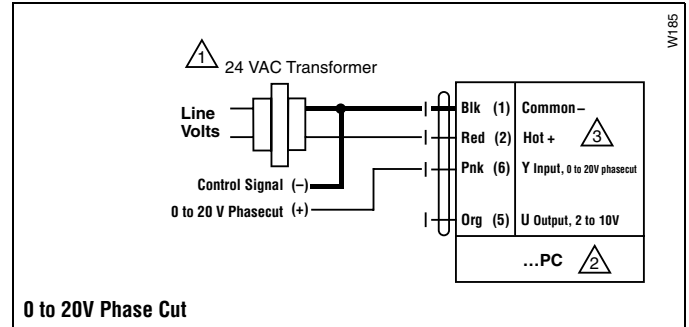 W185
1
24 VAC Transformer
Line
Volts
Blk (1) Common –
Red (2) Hot + 3
Pnk (6) Y Input, 0 to 20V phasecut
Control Signal (–)
0 to 20 V Phasecut (+)
Org (5) U Output, 2 to 10V
...PC 2
0 to 20V Phase Cut